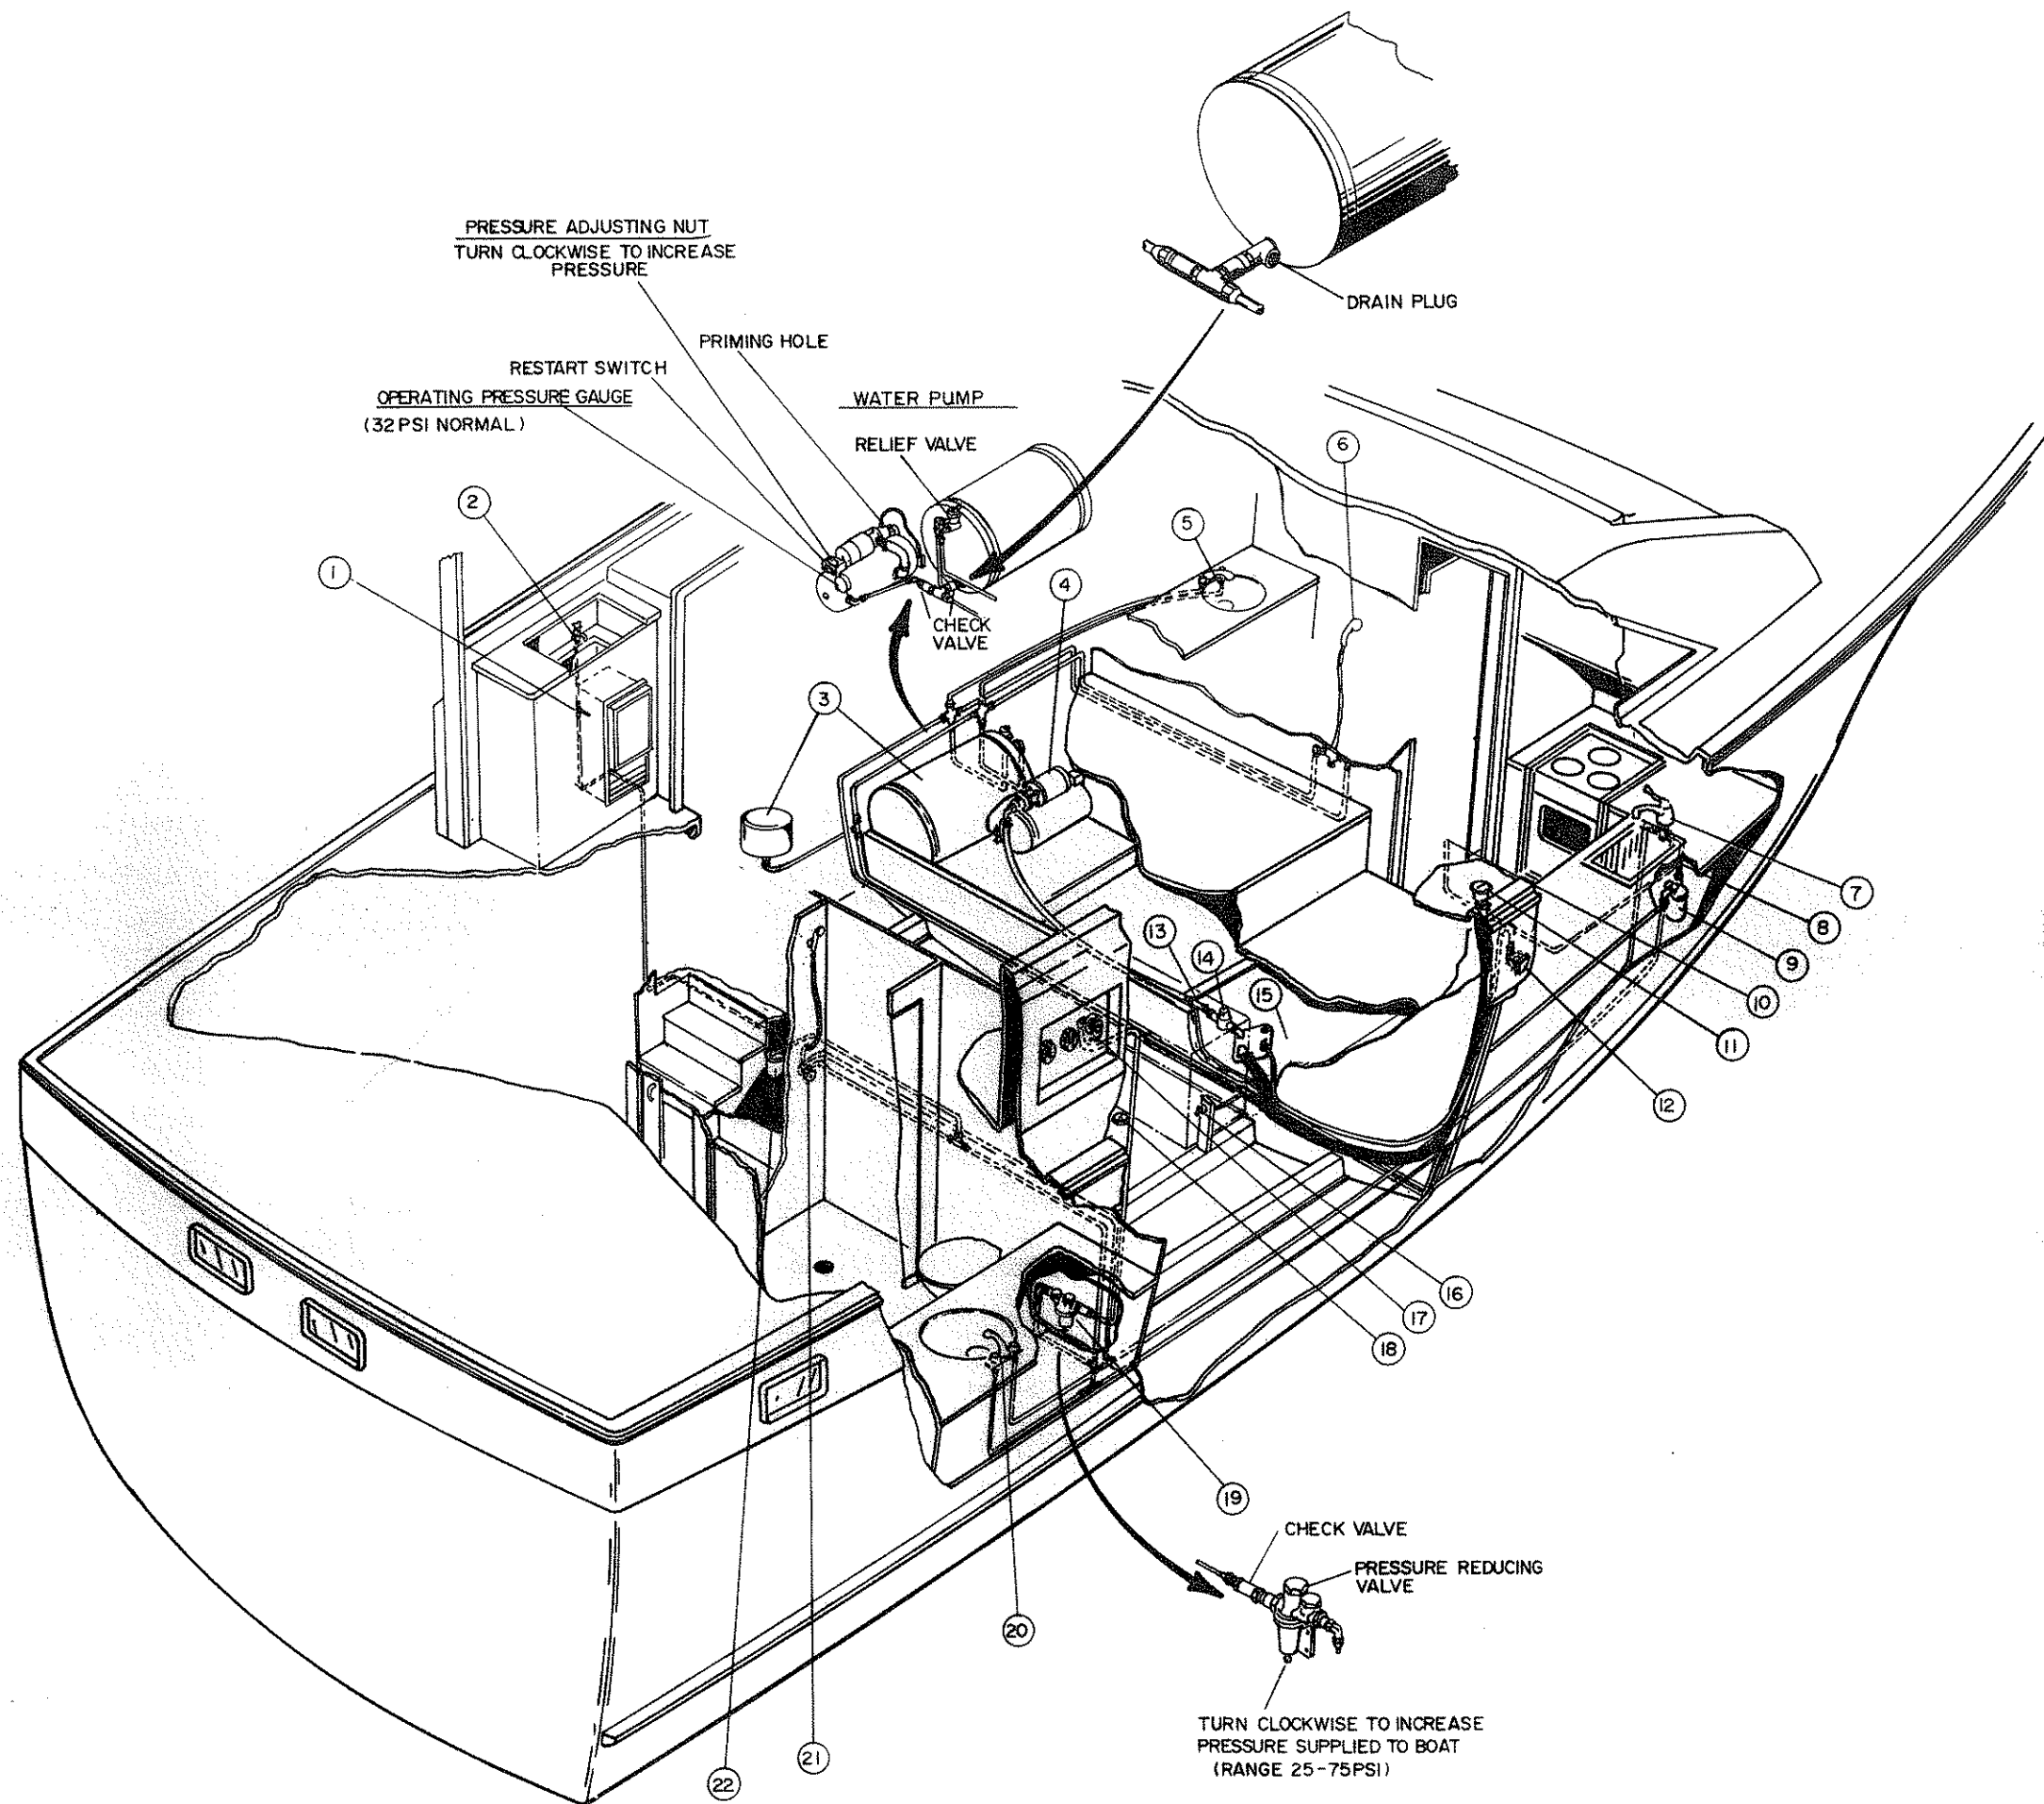 DRAIN PLUG
PRESSURE ADJUSTING NUT
TURN CLOCKWISE TO INCREASE
PRESSURE
PRIMING HOLE
RESTART SWITCH
OPERATING PRESSURE GAUGE
(32 PSI NORMAL)
WATER PUMP
RELIEF VALVE
CHECK
VALVE
1
2
3
4
5
6
7
8
9
10
11
12
13
14
15
16
17
18
19
20
21
22
CHECK VALVE
PRESSURE REDUCING
VALVE
TURN CLOCKWISE TO INCREASE
PRESSURE SUPPLIED TO BOAT
(RANGE 25-75PSI)